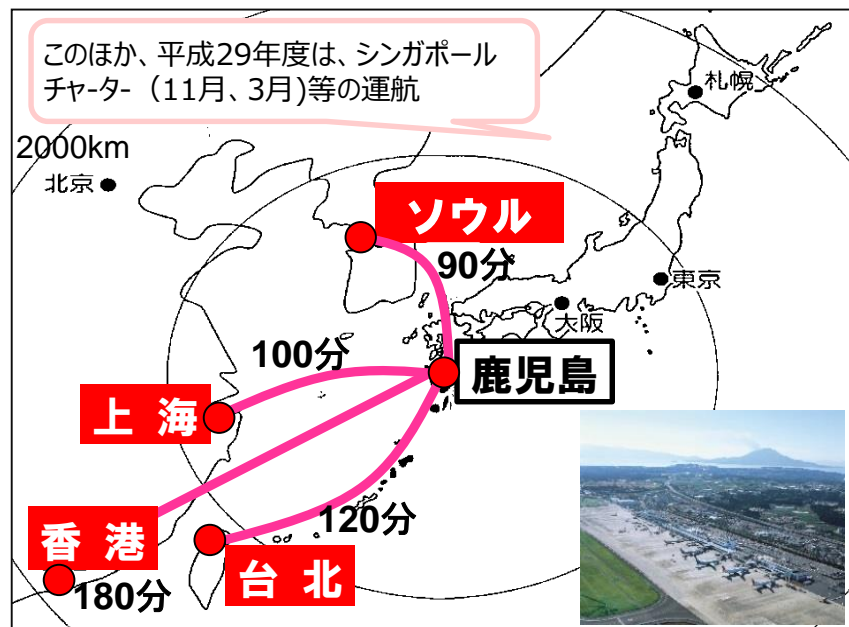 このほか、平成29年度は、シンガポール
チャーター（11月、3月)等の運航
札幌
2000km
北京
ソウル
90分
東京
大阪
100分
鹿児島
上 海
120分
香 港
台 北
180分